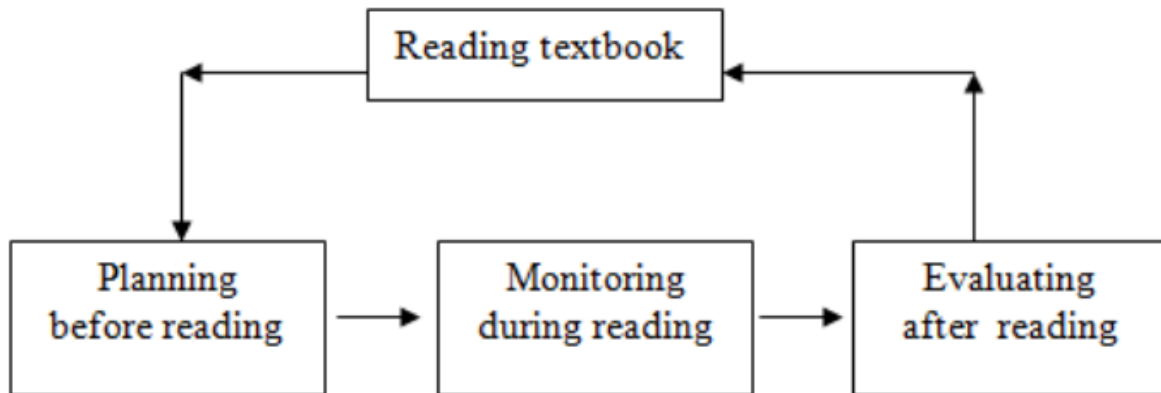 Reading textbook
Planning
before reading
Monitoring
during reading
Evaluating
after reading